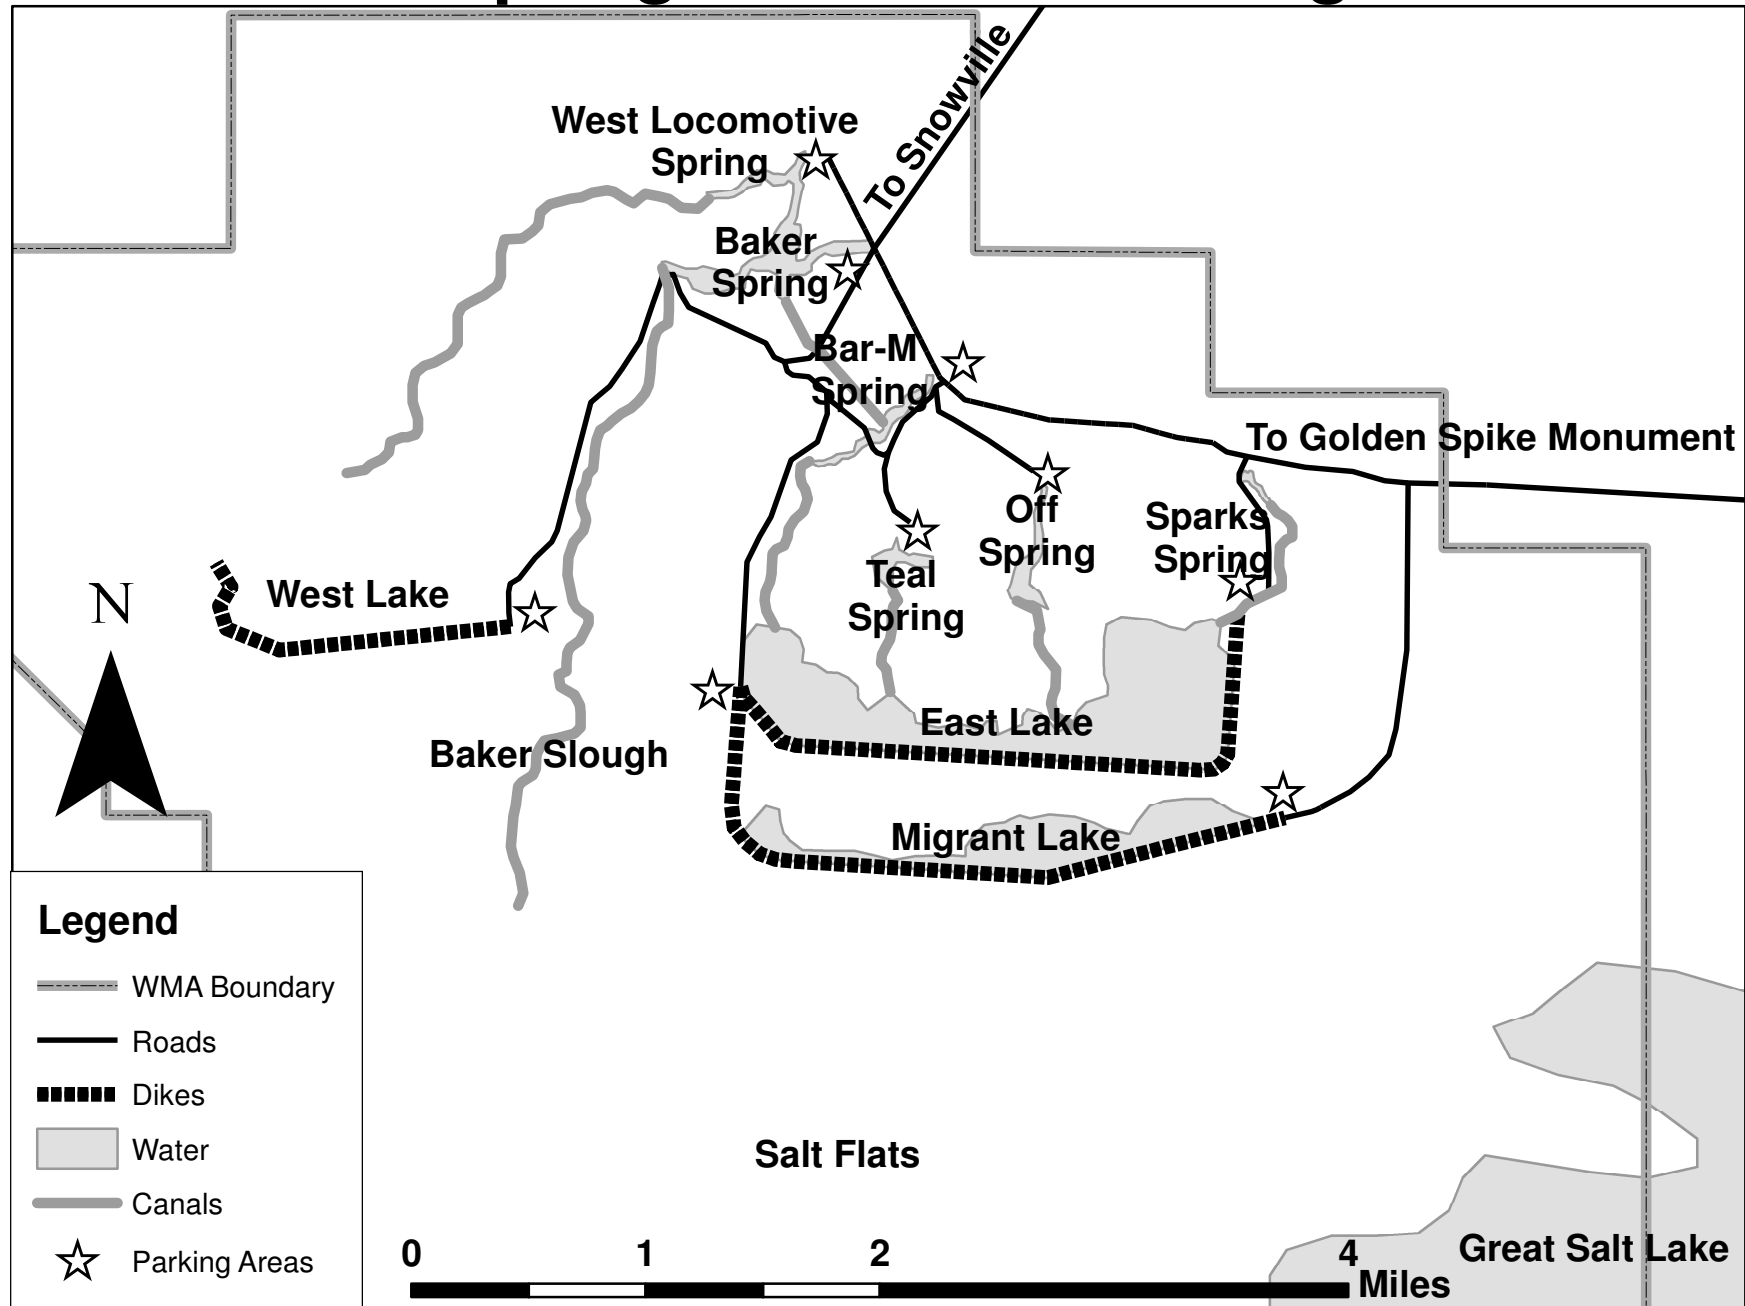 To Snowville
West Locomotive
Spring
Baker
Spring
Bar-M
Spring
To Golden Spike Monument
Off
Spring
Sparks
Spring
Teal
Spring
West Lake
N
East Lake
Baker Slough
Migrant Lake
Legend
WMA Boundary
Roads
Dikes
Water
Canals
Parking Areas
Salt Flats
Great Salt Lake
0 1 2 4
Miles